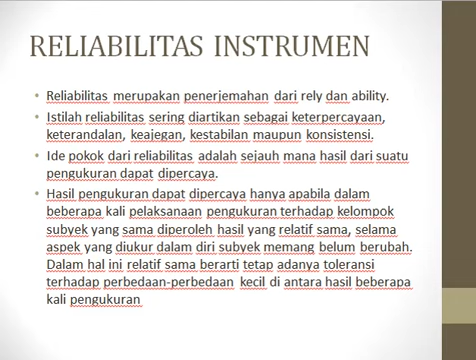 RELIABILITAS INSTRUMEN
• Reliabilitas merupakan penerjemahan dari rely dan ability.
• Istilah reliabilitas sering diartikan sebagai keterpercayaan,
keterandalan, keajegan, kestabilan maupun konsistensi.
• Ide pokok dari reliabilitas adalah sejauh mana hasil dari suatu
pengukuran dapat dipercaya.
• Hasil pengukuran dapat dipercaya hanya apabila dalam
beberapa kali pelaksanaan pengukuran terhadap kelompok
subyek yang sama diperoleh hasil yang relatif sama, selama
aspek yang diukur dalam diri subyek memang belum berubah.
Dalam hal ini relatif sama berarti tetap adanya toleransi
terhadap perbedaan-perbedaan kecil di antara hasil beberapa
kali pengukuran